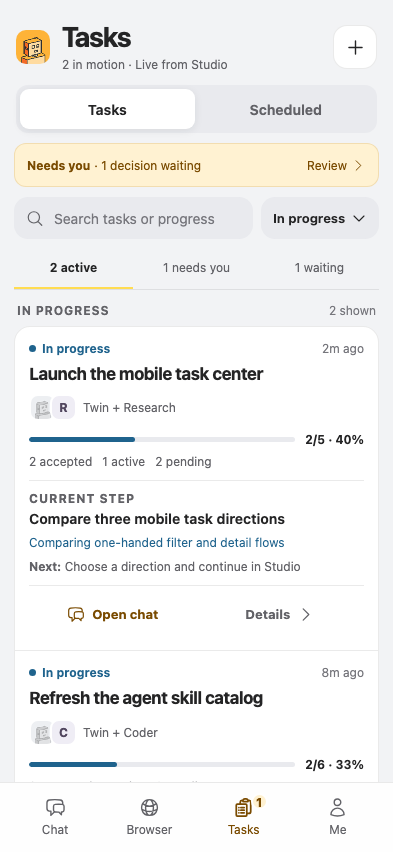 Tasks
2 in motion · Live from Studio
Tasks
Scheduled
Needs you · 1 decision waiting
Review
Search tasks or progress
In progress
2 active
1 needs you
1 waiting
IN PROGRESS
2 shown
In progress
2m ago
Launch the mobile task center
R
Twin + Research
2/5 · 40%
2 accepted 1 active 2 pending
CURRENT STEP
Compare three mobile task directions
Comparing one-handed filter and detail flows
Next: Choose a direction and continue in Studio
Open chat
Details
In progress
8m ago
Refresh the agent skill catalog
C
Twin + Coder
2/6 · 33%
Chat
Browser
Tasks
1
Me